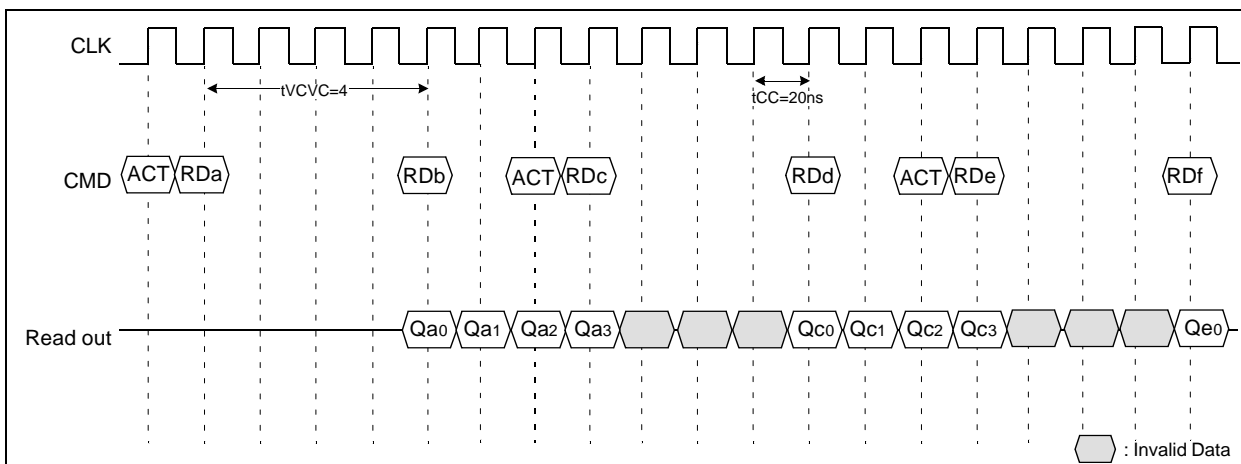 CLK
tVCVC=4
tCC=20ns
CMD ACT RDa RDb ACT RDc RDd ACT RDe RDf
Read out Qa0 Qa1 Qa2 Qa3 Qc0 Qc1 Qc2 Qc3 Qe0
: Invalid Data